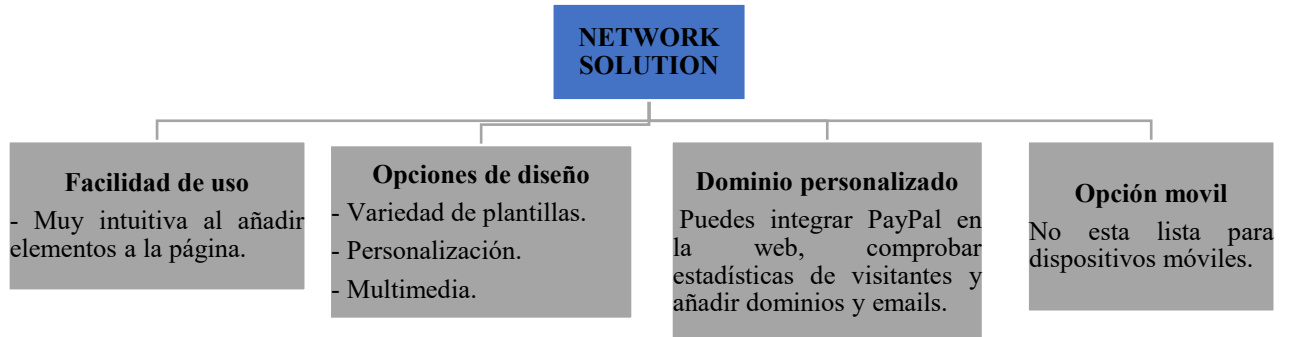 NETWORK
SOLUTION
Facilidad de uso
- Muy intuitiva al añadir
elementos a la página.
Opciones de diseño
- Variedad de plantillas.
- Personalización.
- Multimedia.
Dominio personalizado
Puedes integrar PayPal en
la web, comprobar
estadísticas de visitantes y
añadir dominios y emails.
Opción movil
No esta lista para
dispositivos móviles.